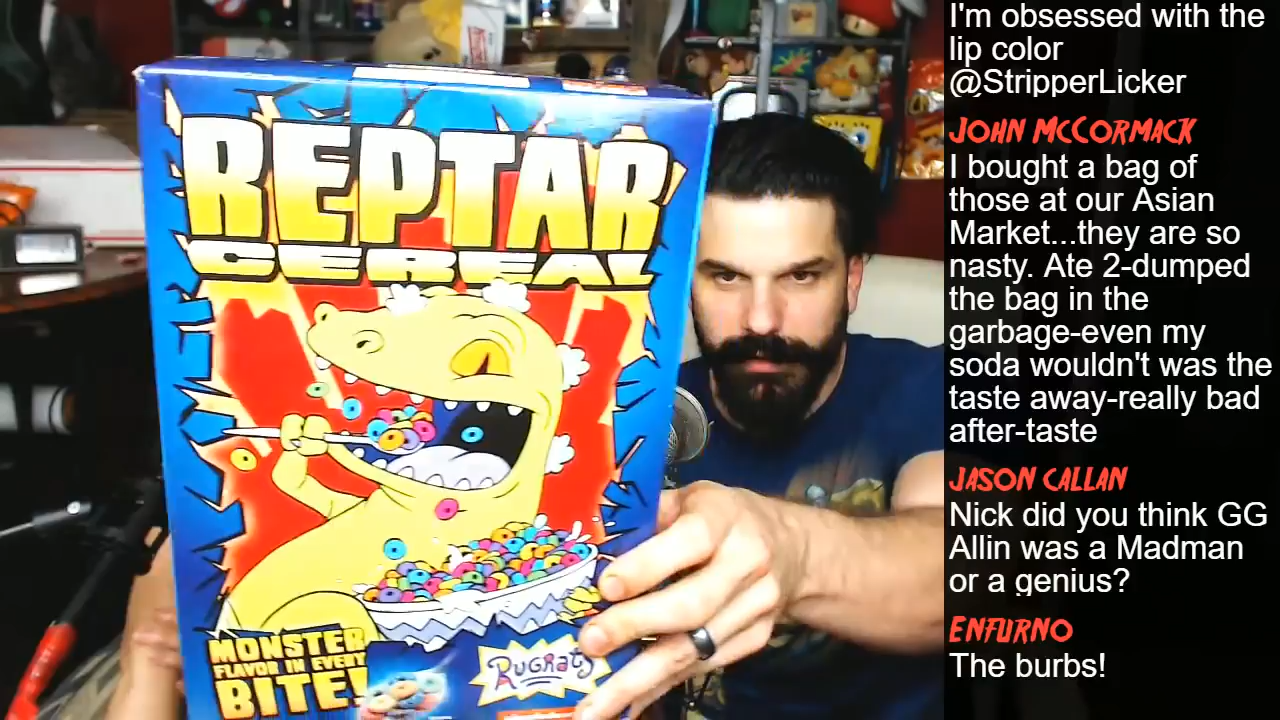 REPTAR
CEREAL
MONSTER
FLAVOR IN EVERY
BITE!
RUGRATS
I'm obsessed with the
lip color
@StripperLicker
JOHN MCCORMACK
I bought a bag of
those at our Asian
Market...they are so
nasty. Ate 2-dumped
the bag in the
garbage-even my
soda wouldn't was the
taste away-really bad
after-taste
JASON CALLAN
Nick did you think GG
Allin was a Madman
or a genius?
ENFURNO
The burbs!